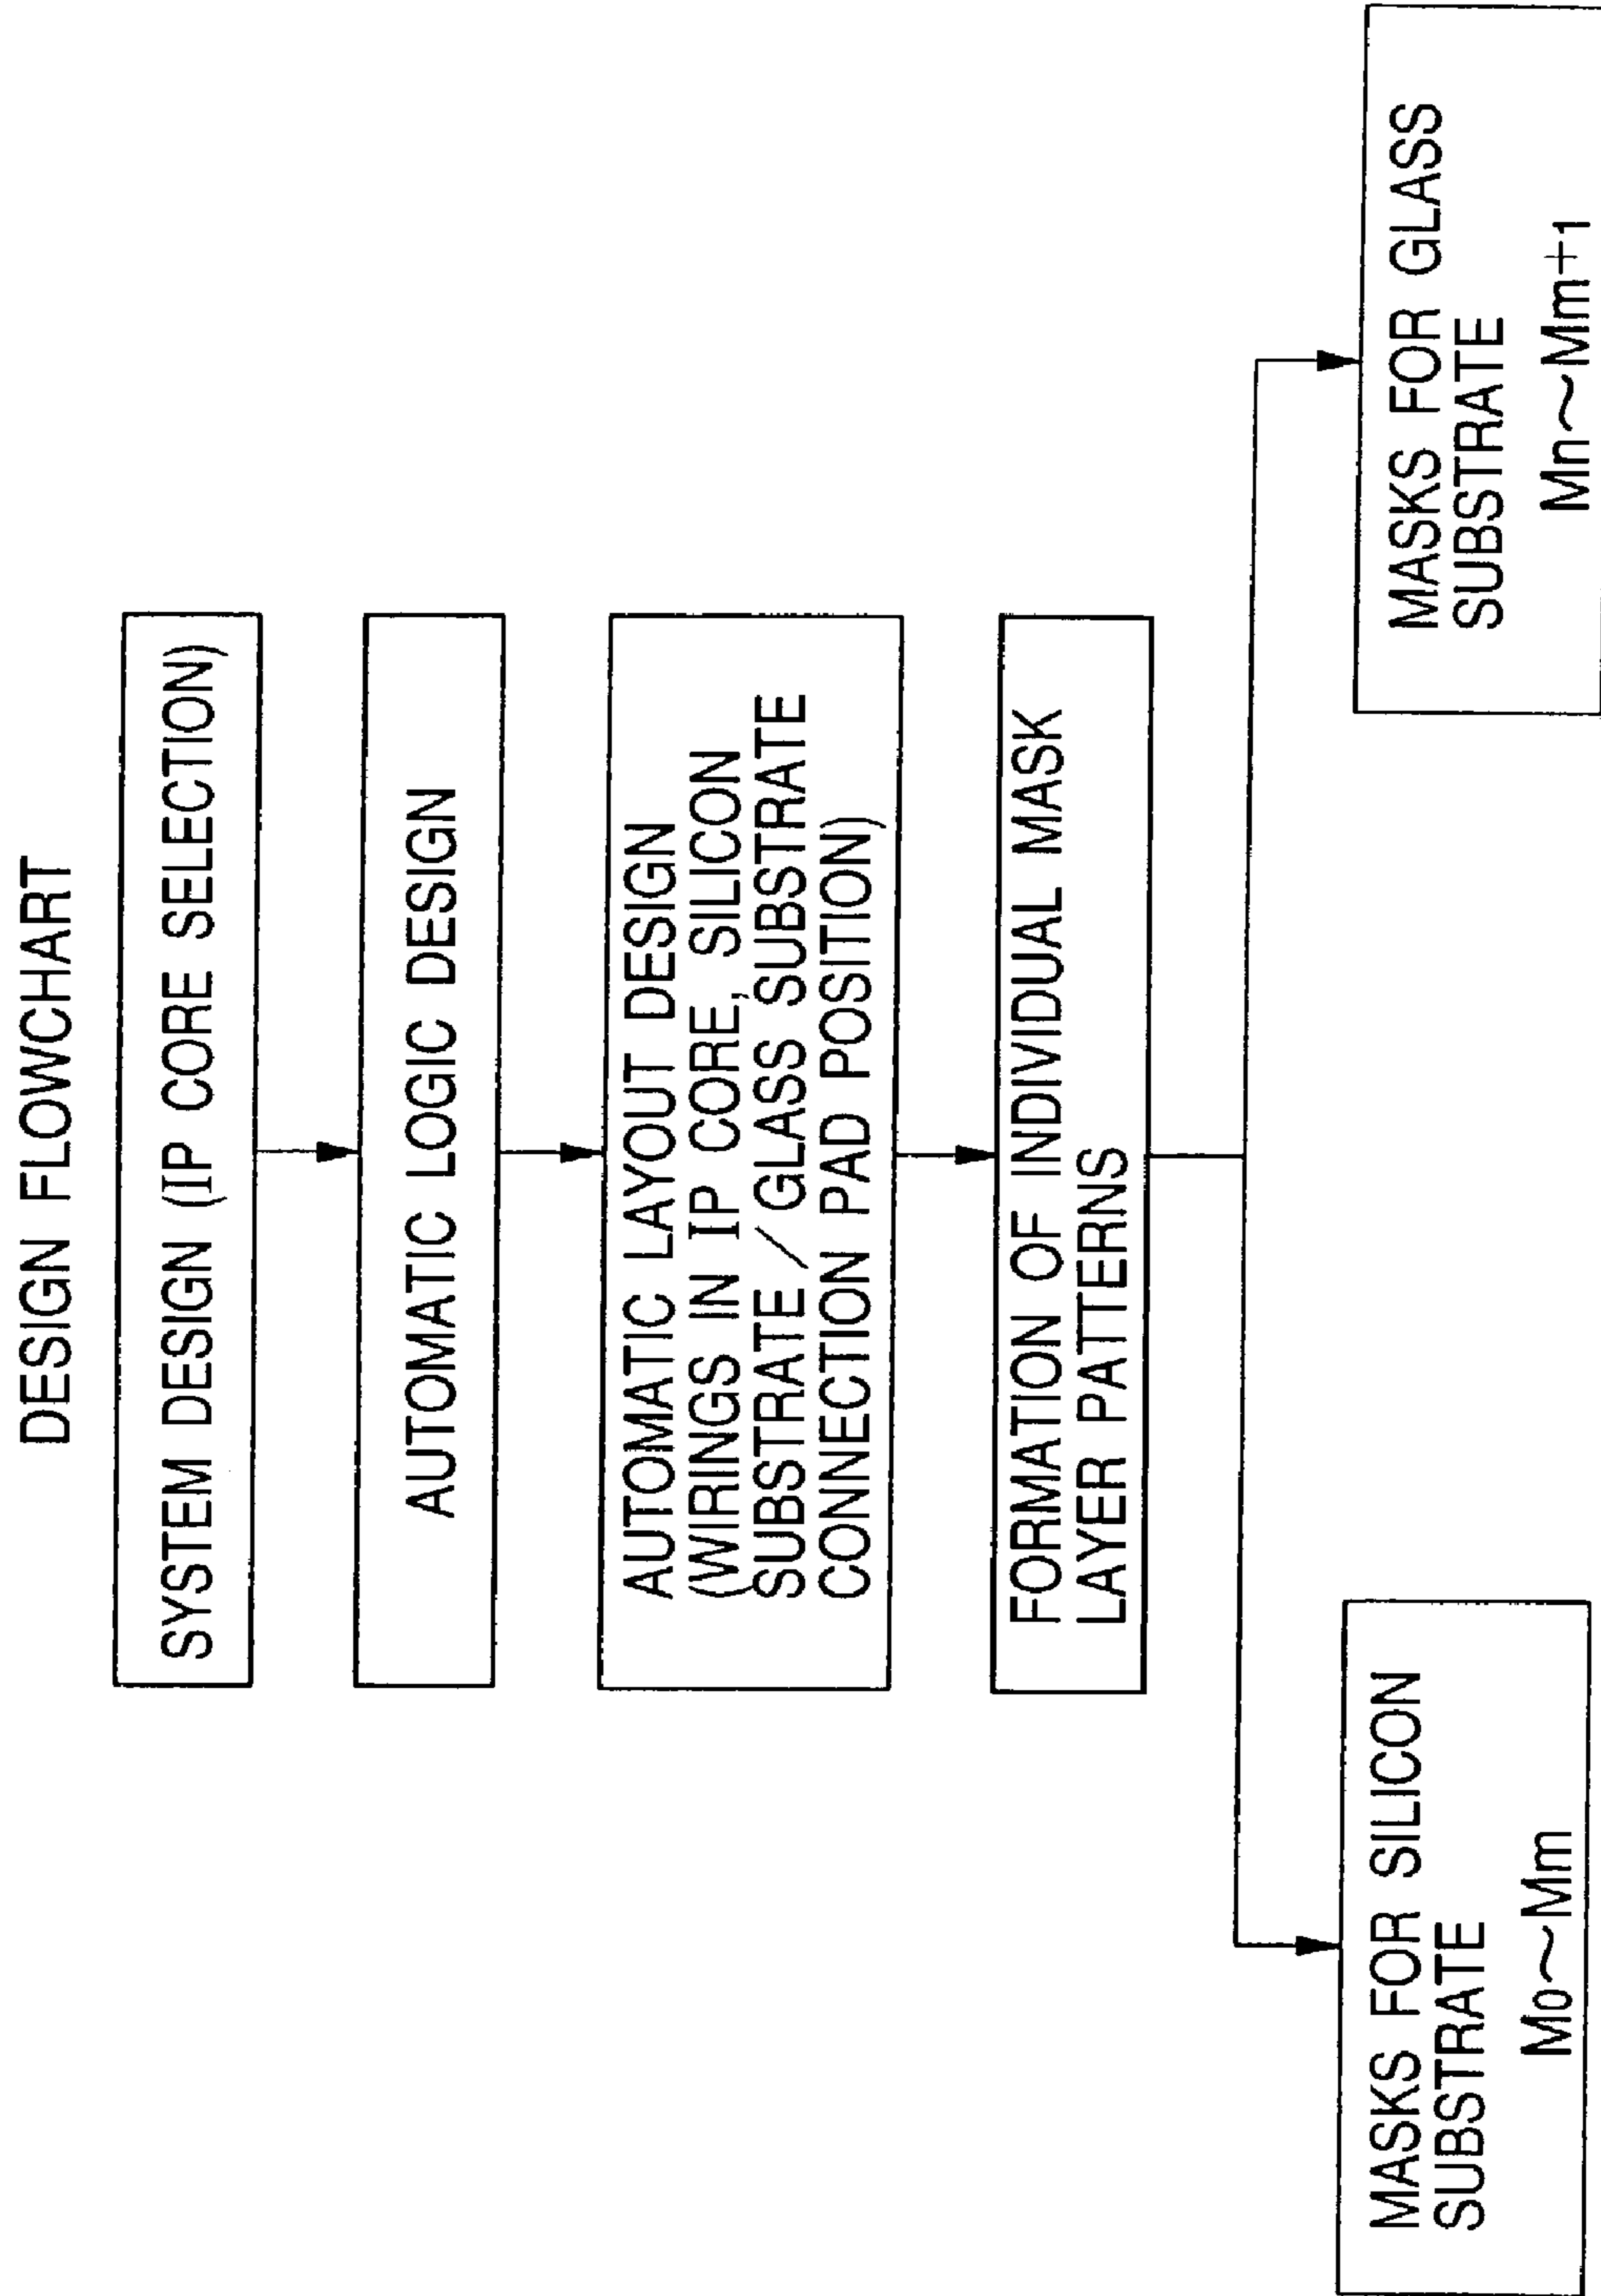 DESIGN FLOWCHART
SYSTEM DESIGN (IP CORE SELECTION)
AUTOMATIC LOGIC DESIGN
AUTOMATIC LAYOUT DESIGN
(WIRINGS IN IP CORE, SILICON
SUBSTRATE / GLASS SUBSTRATE
CONNECTION PAD POSITION)
FORMATION OF INDIVIDUAL MASK
LAYER PATTERNS
MASKS FOR SILICON
SUBSTRATE
M0~Mm
MASKS FOR GLASS
SUBSTRATE
Mn~Mm+1